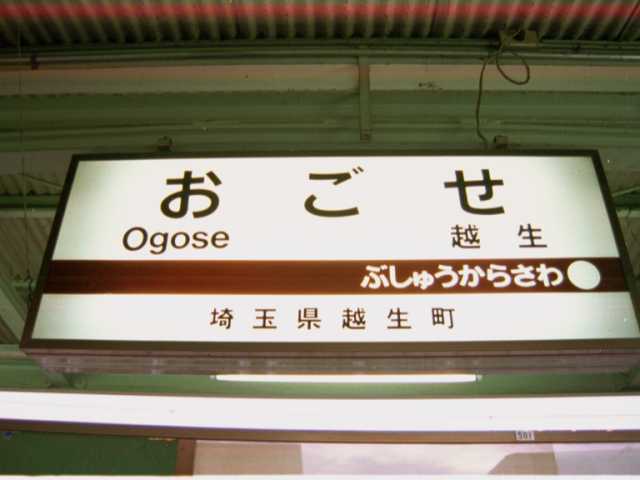 おごせ
Ogose 越生
ぶしゅうからさわ
埼玉県越生町
501